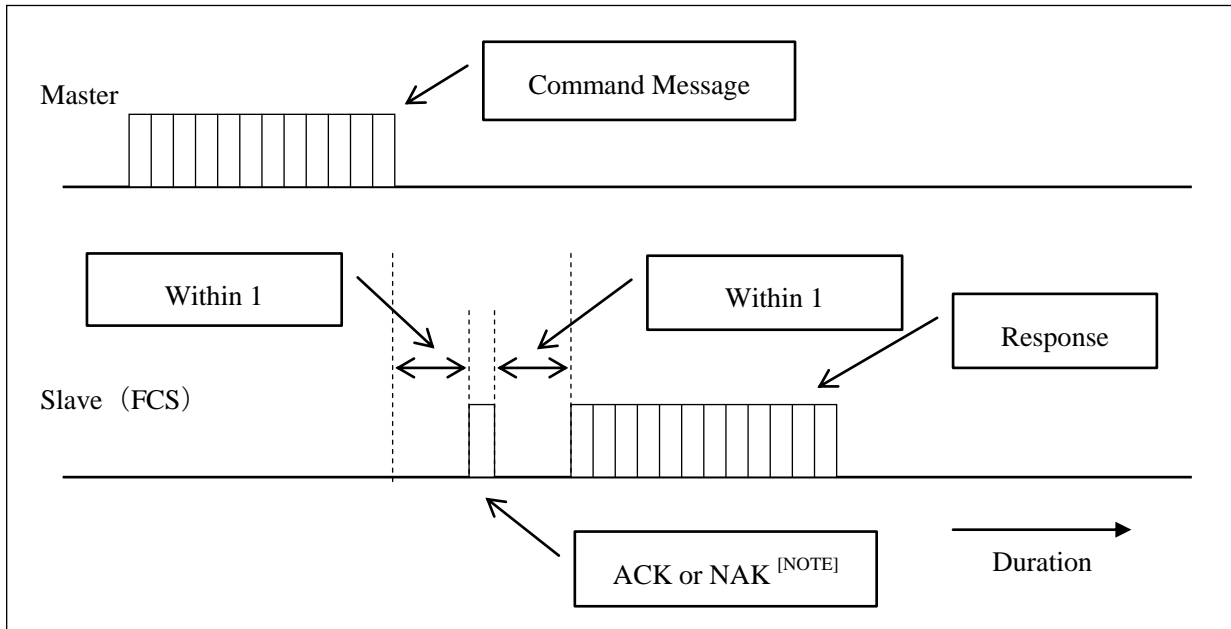 Command Message
Master
Within 1
Within 1
Response
Slave（FCS）
ACK or NAK [NOTE]
Duration